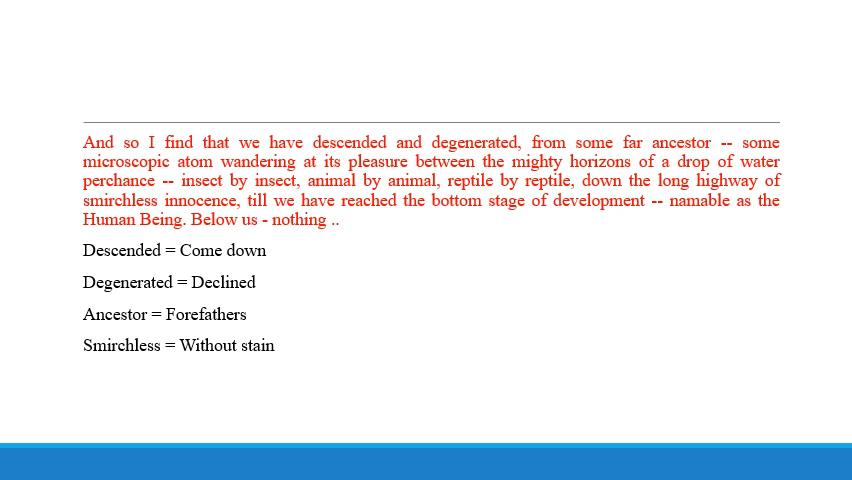 And so I find that we have descended and degenerated, from some far ancestor -- some
microscopic atom wandering at its pleasure between the mighty horizons of a drop of water
perchance -- insect by insect, animal by animal, reptile by reptile, down the long highway of
smirchless innocence, till we have reached the bottom stage of development -- namable as the
Human Being. Below us - nothing ..
Descended = Come down
Degenerated = Declined
Ancestor = Forefathers
Smirchless = Without stain